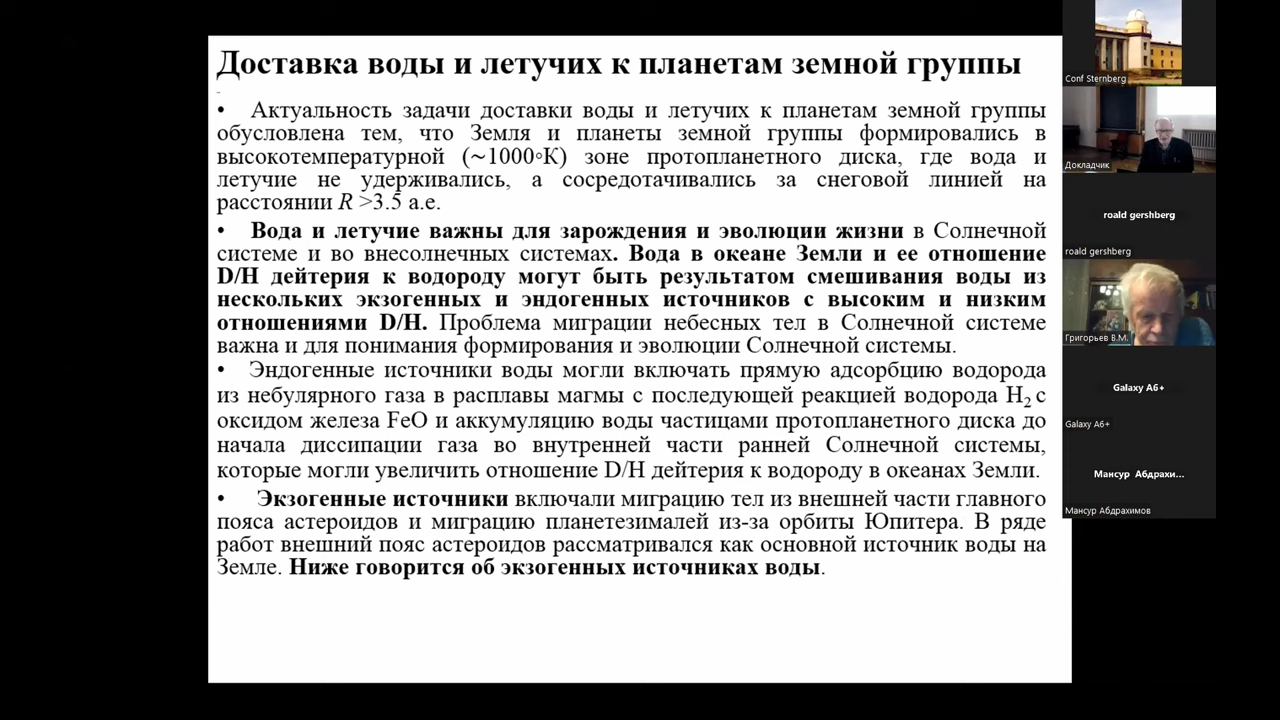 Доставка воды и летучих к планетам земной группы
• Актуальность задачи доставки воды и летучих к планетам земной группы
обусловлена тем, что Земля и планеты земной группы формировались в
высокотемпературной (~1000◦К) зоне протопланетного диска, где вода и
летучие не удерживались, а сосредотачивались за снеговой линией на
расстоянии R >3.5 а.е.
• Вода и летучие важны для зарождения и эволюции жизни в Солнечной
системе и во внесолнечных системах. Вода в океане Земли и ее отношение
D/H дейтерия к водороду могут быть результатом смешивания воды из
нескольких экзогенных и эндогенных источников с высоким и низким
отношениями D/H. Проблема миграции небесных тел в Солнечной системе
важна и для понимания формирования и эволюции Солнечной системы.
• Эндогенные источники воды могли включать прямую адсорбцию водорода
из небулярного газа в расплавы магмы с последующей реакцией водорода H₂ с
оксидом железа FeO и аккумуляцию воды частицами протопланетного диска до
начала диссипации газа во внутренней части ранней Солнечной системы,
которые могли увеличить отношение D/H дейтерия к водороду в океанах Земли.
• Экзогенные источники включали миграцию тел из внешней части главного
пояса астероидов и миграцию планетезималей из-за орбиты Юпитера. В ряде
работ внешний пояс астероидов рассматривался как основной источник воды на
Земле. Ниже говорится об экзогенных источниках воды.
Conf Sternberg
Докладчик
roald gershberg
roald gershberg
Григорьев В.М.
Galaxy A6+
Galaxy A6+
Мансур Абдрахи...
Мансур Абдрахимов